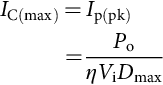 I_C(max) = I_p(pk)
= P_o / (η V_i D_max)